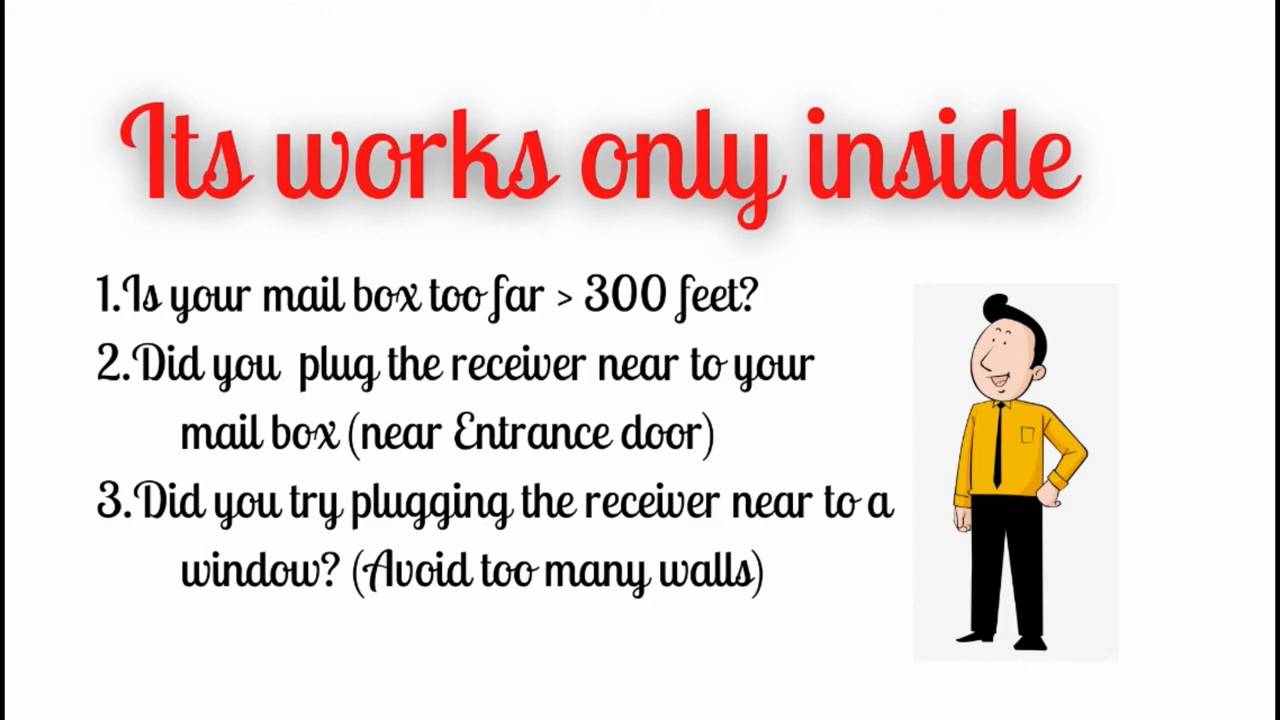 Its works only inside
1.Is your mail box too far > 300 feet?
2.Did you plug the receiver near to your
mail box (near Entrance door)
3.Did you try plugging the receiver near to a
window? (Avoid too many walls)